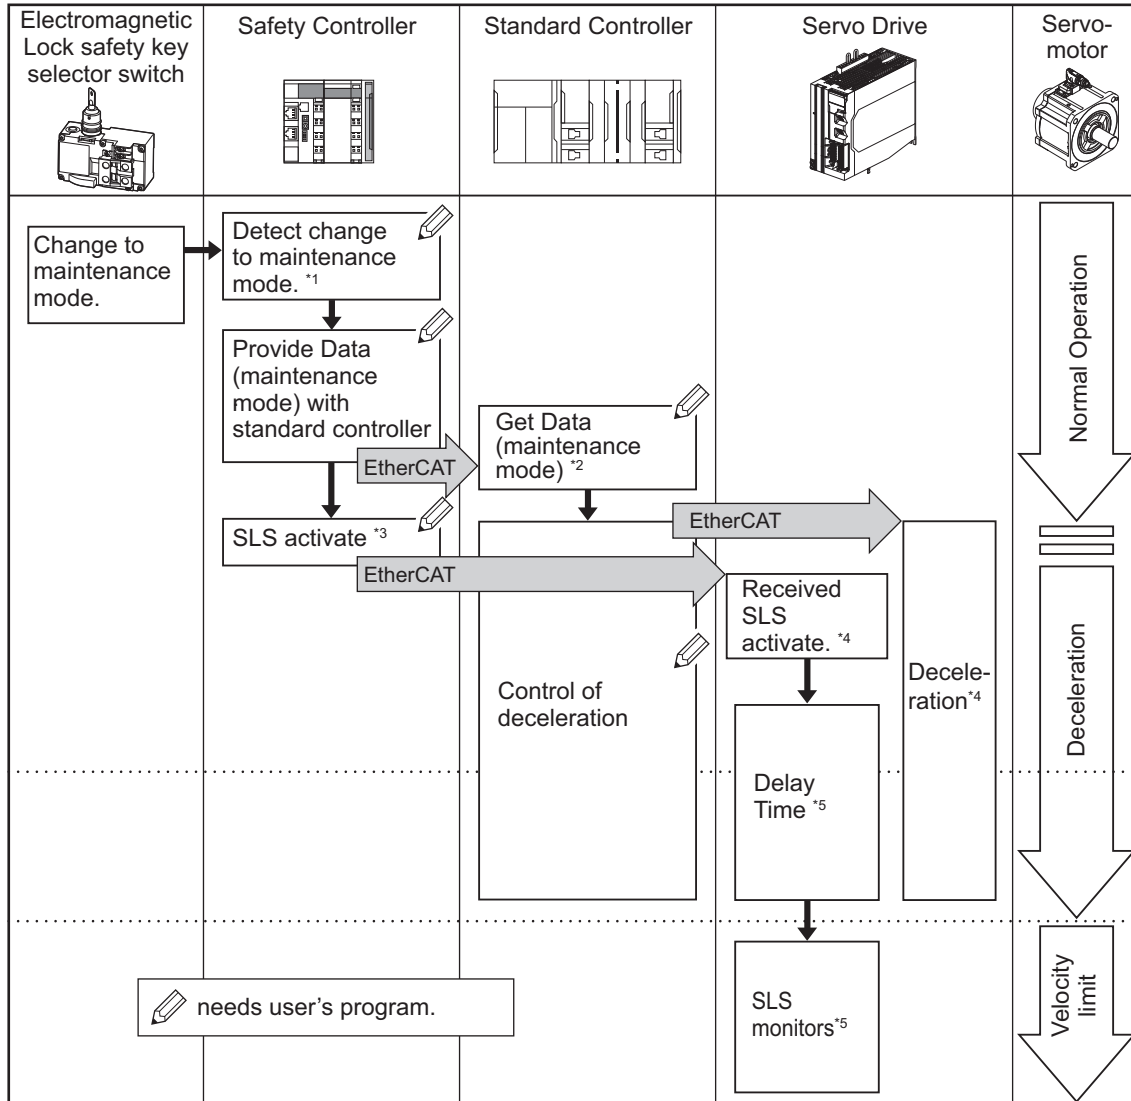 Electromagnetic
Lock safety key
selector switch
Safety Controller
Standard Controller
Servo Drive
Servo-
motor
Change to
maintenance
mode.
Detect change
to maintenance
mode. *1
Provide Data
(maintenance
mode) with
standard controller
EtherCAT
Get Data
(maintenance
mode) *2
SLS activate *3
EtherCAT
EtherCAT
Received
SLS
activate. *4
Control of
deceleration
Decele-
ration*4
Delay
Time *5
SLS
monitors*5
Normal Operation
Deceleration
Velocity
limit
needs user's program.